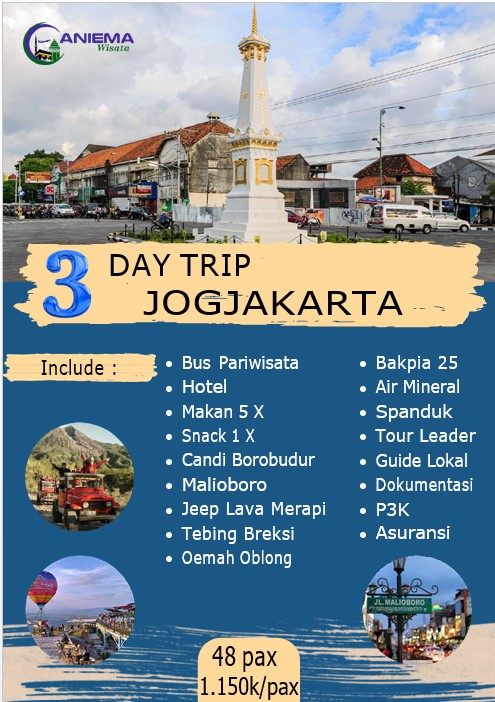 CANIEMA
Wisata
3 DAY TRIP
JOGJAKARTA
Include :
Bus Pariwisata
Hotel
Makan 5 X
Snack 1 X
Candi Borobudur
Malioboro
Jeep Lava Merapi
Tebing Breksi
Oemah Oblong
Bakpia 25
Air Mineral
Spanduk
Tour Leader
Guide Lokal
Dokumentasi
P3K
Asuransi
JL. MALIOBORO
48 pax
1.150k/pax